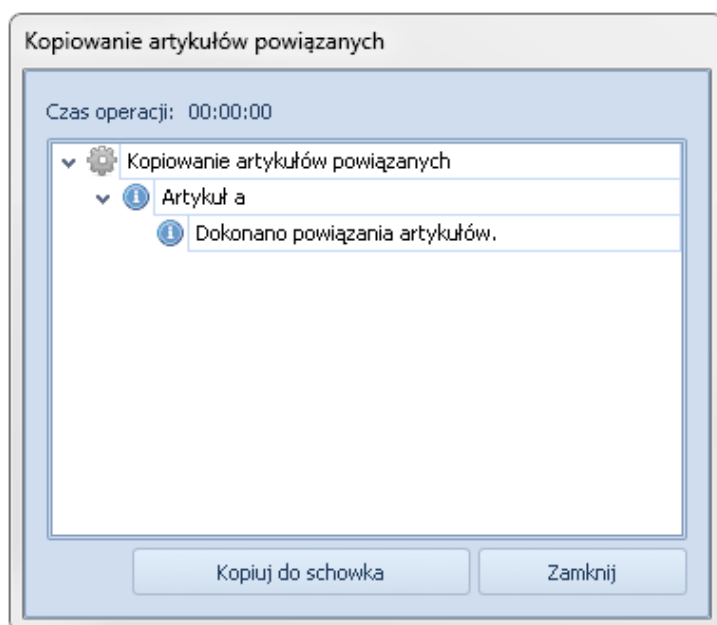 Kopiowanie artykułów powiązanych
Czas operacji: 00:00:00
Kopiowanie artykułów powiązanych
Artykuł a
Dokonano powiązania artykułów.
Kopiuj do schowka
Zamknij